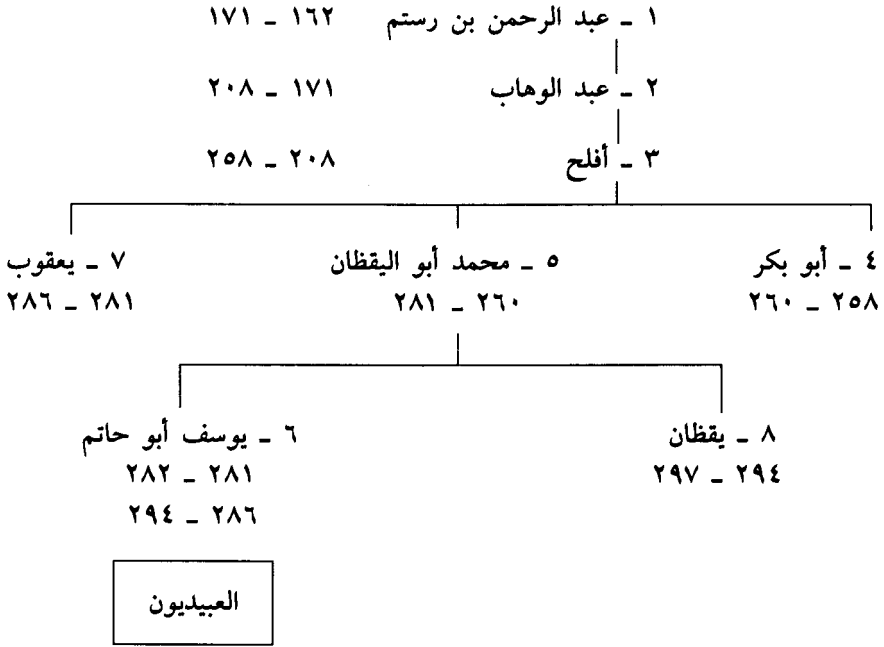 ١ ـ عبد الرحمن بن رستم ١٦٢ ـ ١٧١
٢ ـ عبد الوهاب ١٧١ ـ ٢٠٨
٣ ـ أفلح ٢٠٨ ـ ٢٥٨
٤ ـ أبو بكر
٢٥٨ ـ ٢٦٠
٥ ـ محمد أبو اليقظان
٢٦٠ ـ ٢٨١
٧ ـ يعقوب
٢٨١ ـ ٢٨٦
٨ ـ يقظان
٢٩٤ ـ ٢٩٧
٦ ـ يوسف أبو حاتم
٢٨١ ـ ٢٨٢
٢٨٦ ـ ٢٩٤
العبيديون